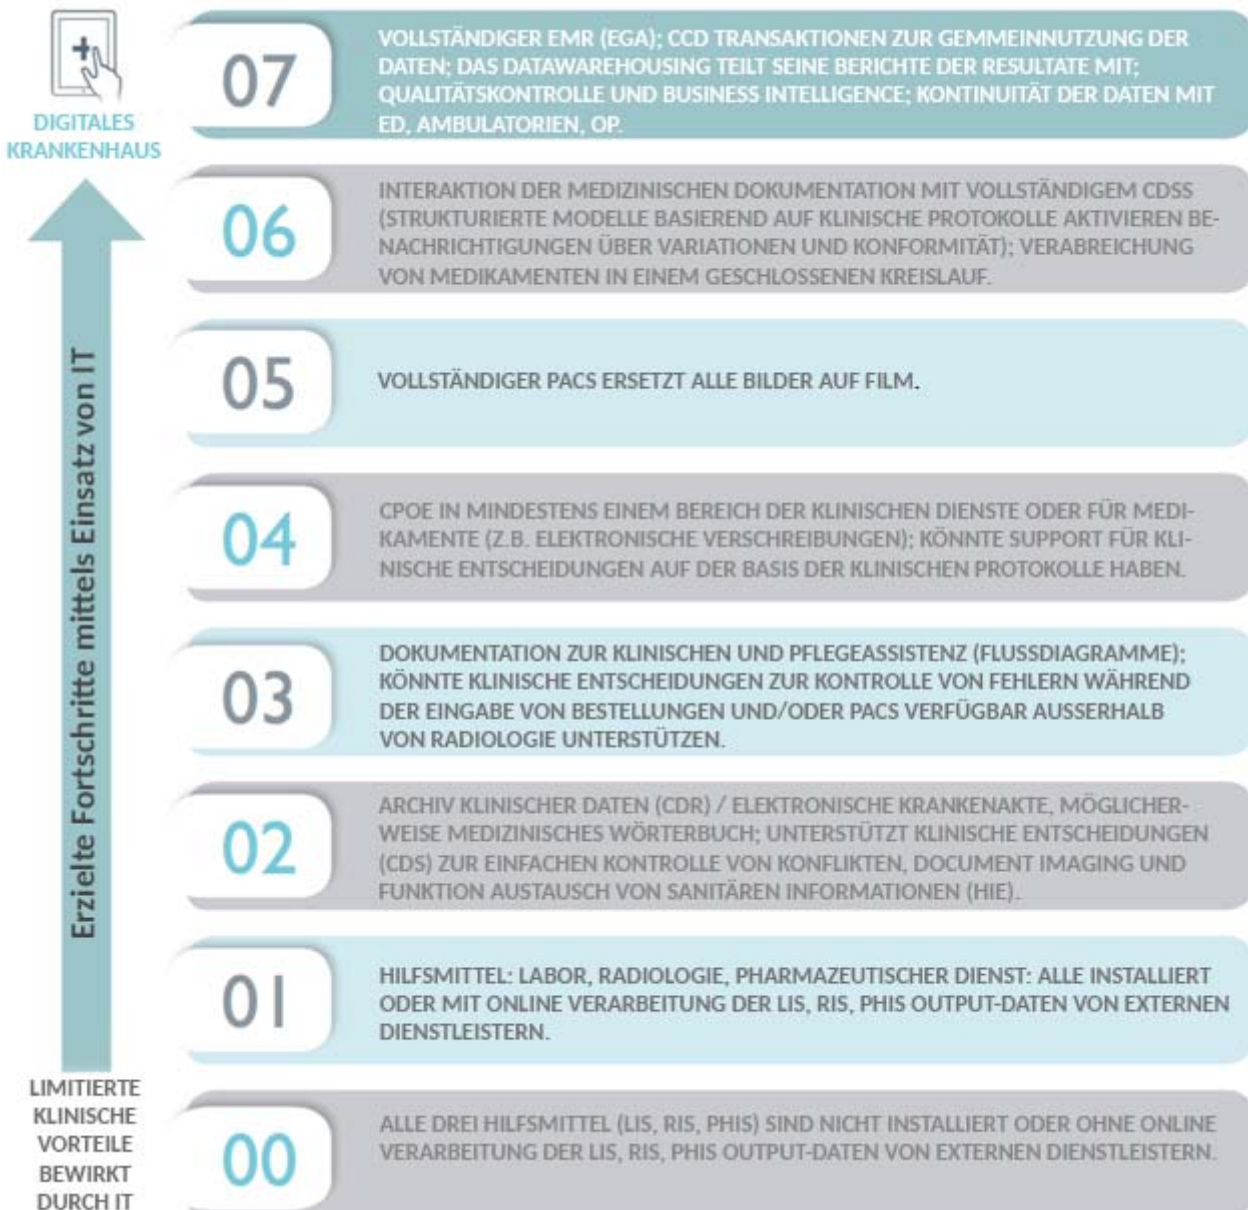 DIGITALES
KRANKENHAUS
07
VOLLSTÄNDIGER EMR (EGA); CCD TRANSAKTIONEN ZUR GEMMEINNUTZUNG DER
DATEN; DAS DATAWAREHOUSING TEILT SEINE BERICHTE DER RESULTATE MIT;
QUALITÄTSKONTROLLE UND BUSINESS INTELLIGENCE; KONTINUITÄT DER DATEN MIT
ED, AMBULATORIEN, OP.
06
INTERAKTION DER MEDIZINISCHEN DOKUMENTATION MIT VOLLSTÄNDIGEM CDSS
(STRUKTURIERTE MODELLE BASIEREND AUF KLINISCHE PROTOKOLLE AKTIVIEREN BE-
NACHRICHTIGUNGEN ÜBER VARIATIONEN UND KONFORMITÄT); VERABREICHUNG
VON MEDIKAMENTEN IN EINEM GESCHLOSSENEN KREISLAUF.
05
VOLLSTÄNDIGER PACS ERSETZT ALLE BILDER AUF FILM.
04
CPOE IN MINDESTENS EINEM BEREICH DER KLINISCHEN DIENSTE ODER FÜR MEDI-
KAMENTE (Z.B. ELEKTRONISCHE VERSCHREIBUNGEN); KÖNNTE SUPPORT FÜR KLI-
NISCHE ENTSCHEIDUNGEN AUF DER BASIS DER KLINISCHEN PROTOKOLLE HABEN.
03
DOKUMENTATION ZUR KLINISCHEN UND PFLEGEASSISTENZ (FLUSSDIAGRAMME);
KÖNNTE KLINISCHE ENTSCHEIDUNGEN ZUR KONTROLLE VON FEHLERN WÄHREND
DER EINGABE VON BESTELLUNGEN UND/ODER PACS VERFÜGBAR AUSSERHALB
VON RADIOLOGIE UNTERSTÜTZEN.
02
ARCHIV KLINISCHER DATEN (CDR) / ELEKTRONISCHE KRANKENAKTE, MÖGLICHER-
WEISE MEDIZINISCHES WÖRTERBUCH; UNTERSTÜTZT KLINISCHE ENTSCHEIDUNGEN
(CDS) ZUR EINFACHEN KONTROLLE VON KONFLIKTEN, DOCUMENT IMAGING UND
FUNKTION AUSTAUSCH VON SANITÄREN INFORMATIONEN (HIE).
01
HILFSMITTEL: LABOR, RADIOLOGIE, PHARMAZEUTISCHER DIENST: ALLE INSTALLIERT
ODER MIT ONLINE VERARBEITUNG DER LIS, RIS, PHIS OUTPUT-DATEN VON EXTERNEN
DIENSTLEISTERN.
00
ALLE DREI HILFSMITTEL (LIS, RIS, PHIS) SIND NICHT INSTALLIERT ODER OHNE ONLINE
VERARBEITUNG DER LIS, RIS, PHIS OUTPUT-DATEN VON EXTERNEN DIENSTLEISTERN.
Erzielte Fortschritte mittels Einsatz von IT
LIMITIERTE
KLINISCHE
VORTEILE
BEWIRKT
DURCH IT